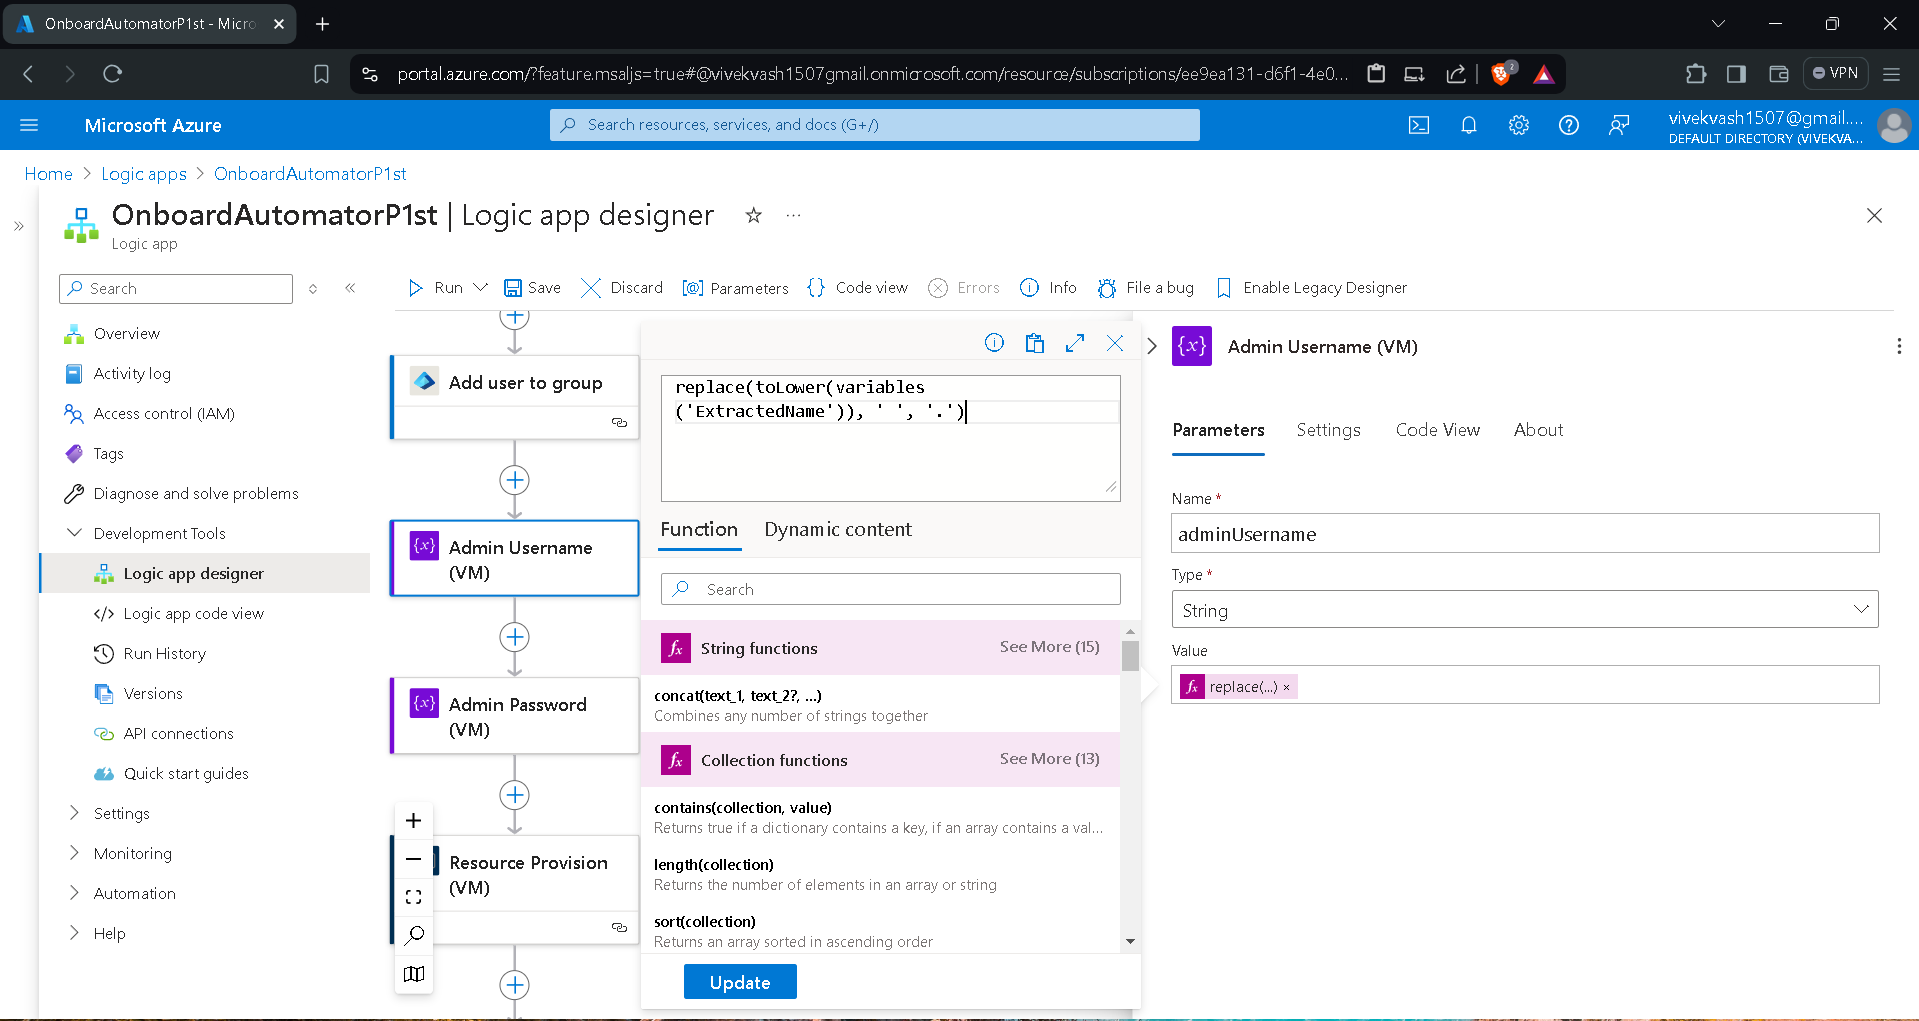 OnboardAutomatorP1st - Micro
portal.azure.com/?feature.msaljs=true#@vivekvash1507gmail.onmicrosoft.com/resource/subscriptions/ee9ea131-d6f1-4e0...
2
VPN
Microsoft Azure
Search resources, services, and docs (G+/)
vivekvash1507@gmail....
DEFAULT DIRECTORY (VIVEKVA...
Home > Logic apps > OnboardAutomatorP1st
OnboardAutomatorP1st | Logic app designer
Logic app
Search
Overview
Activity log
Access control (IAM)
Tags
Diagnose and solve problems
Development Tools
Logic app designer
Logic app code view
Run History
Versions
API connections
Quick start guides
Settings
Monitoring
Automation
Help
Run
Save
Discard
Parameters
Code view
Errors
Info
File a bug
Enable Legacy Designer
Add user to group
Admin Username
(VM)
Admin Password
(VM)
Resource Provision
(VM)
replace(toLower(variables
('ExtractedName')), ' ', '.')
Function
Dynamic content
Search
String functions
See More (15)
concat(text_1, text_2?, ...)
Combines any number of strings together
Collection functions
See More (13)
contains(collection, value)
Returns true if a dictionary contains a key, if an array contains a val...
length(collection)
Returns the number of elements in an array or string
sort(collection)
Returns an array sorted in ascending order
Update
Admin Username (VM)
Parameters
Settings
Code View
About
Name *
adminUsername
Type *
String
Value
fx replace(...) ×